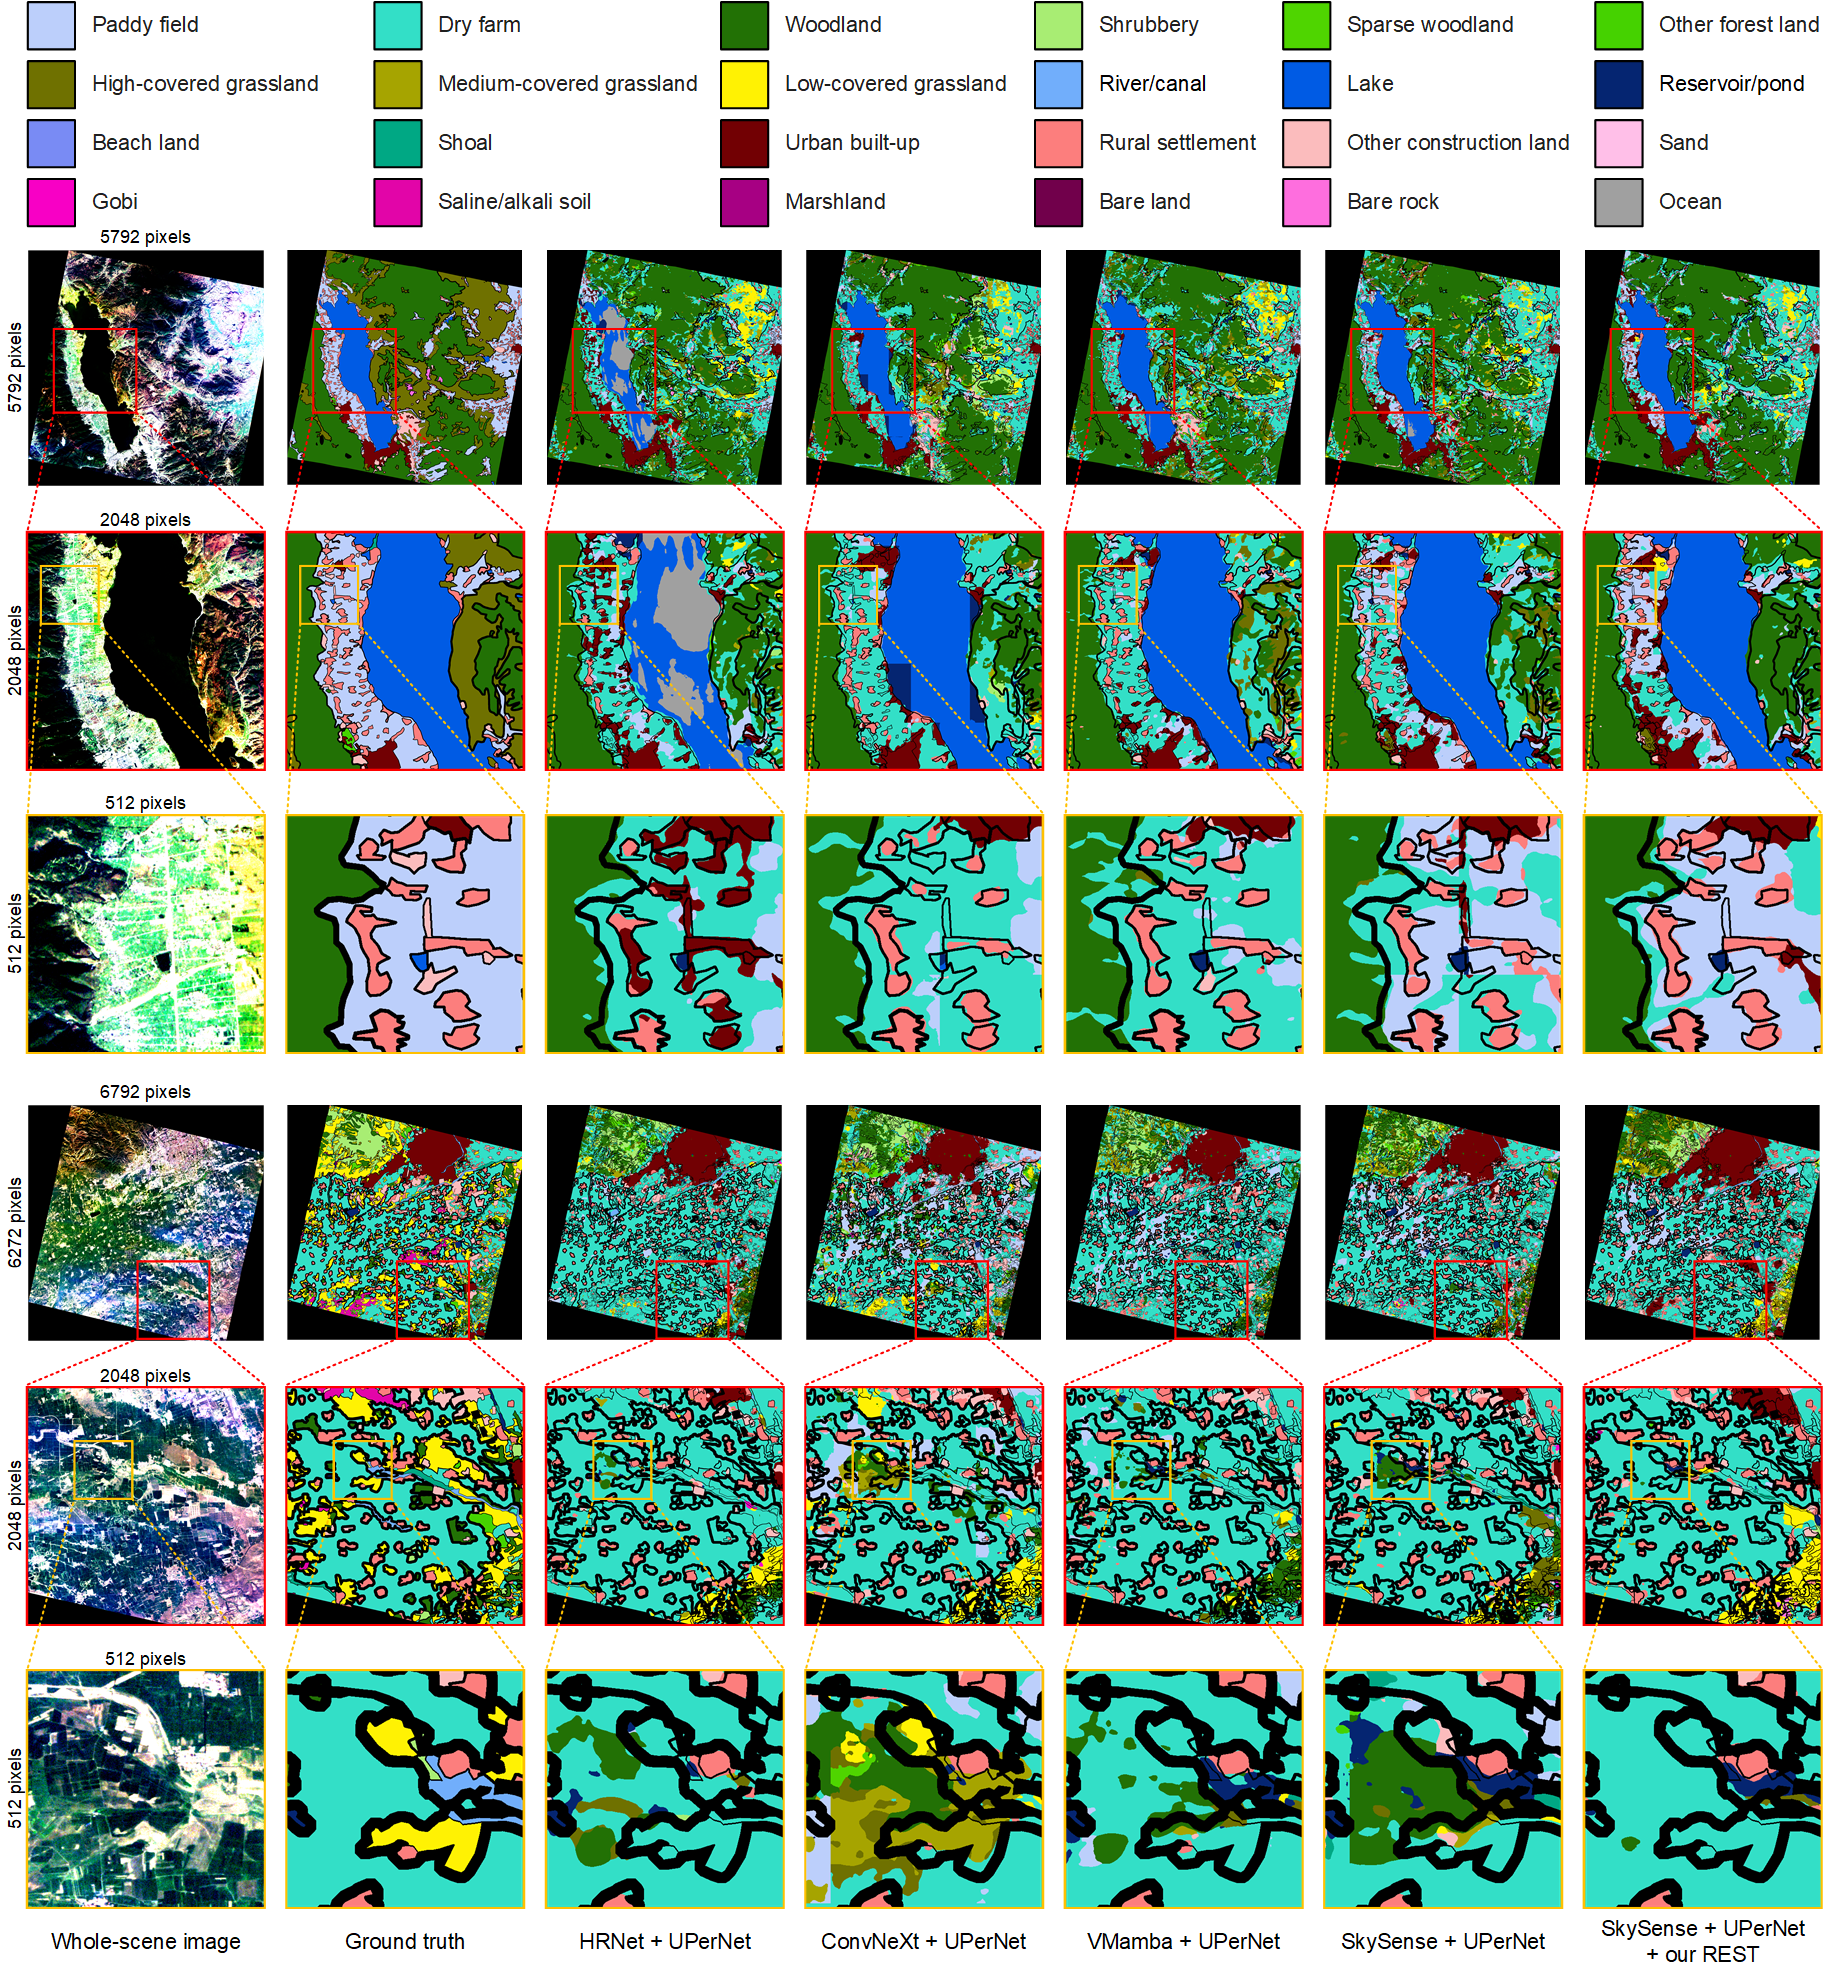 Paddy field
Dry farm
Woodland
Shrubbery
Sparse woodland
Other forest land
High-covered grassland
Medium-covered grassland
Low-covered grassland
River/canal
Lake
Reservoir/pond
Beach land
Shoal
Urban built-up
Rural settlement
Other construction land
Sand
Gobi
Saline/alkali soil
Marshland
Bare land
Bare rock
Ocean
5792 pixels
5792 pixels
2048 pixels
2048 pixels
512 pixels
512 pixels
6792 pixels
6272 pixels
2048 pixels
2048 pixels
512 pixels
512 pixels
Whole-scene image
Ground truth
HRNet + UPerNet
ConvNeXt + UPerNet
VMamba + UPerNet
SkySense + UPerNet
SkySense + UPerNet
+ our REST